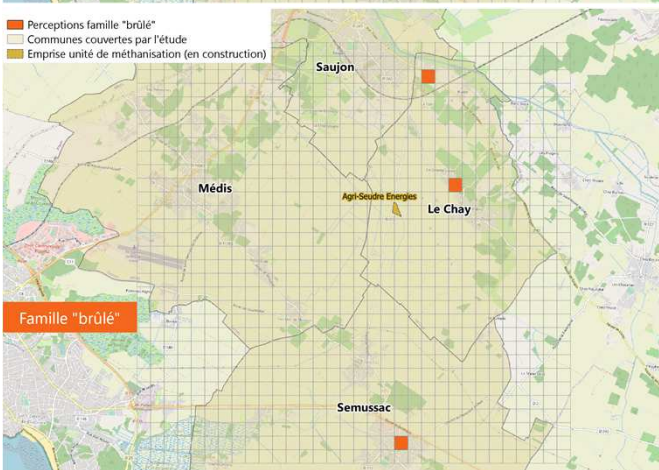 Perceptions famille "brûlé"
Communes couvertes par l'étude
Emprise unité de méthanisation (en construction)
Saujon
Médis
Agri-Seudre Energies
Le Chay
Famille "brûlé"
Semussac